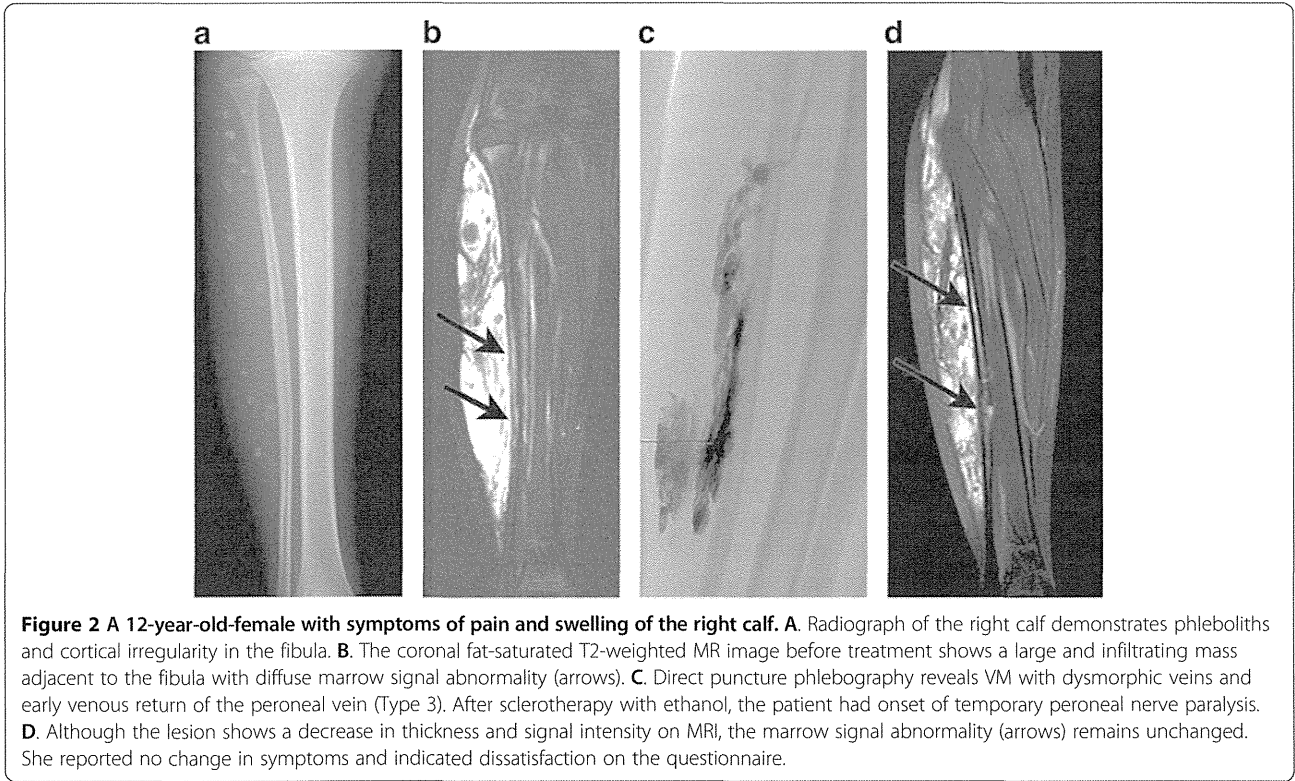 a b c d
Figure 2 A 12-year-old-female with symptoms of pain and swelling of the right calf. A. Radiograph of the right calf demonstrates phleboliths
and cortical irregularity in the fibula. B. The coronal fat-saturated T2-weighted MR image before treatment shows a large and infiltrating mass
adjacent to the fibula with diffuse marrow signal abnormality (arrows). C. Direct puncture phlebography reveals VM with dysmorphic veins and
early venous return of the peroneal vein (Type 3). After sclerotherapy with ethanol, the patient had onset of temporary peroneal nerve paralysis.
D. Although the lesion shows a decrease in thickness and signal intensity on MRI, the marrow signal abnormality (arrows) remains unchanged.
She reported no change in symptoms and indicated dissatisfaction on the questionnaire.